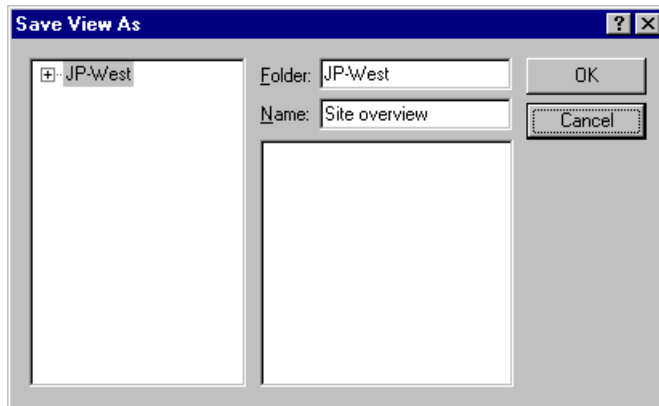 Save View As
JP-West
Folder: JP-West
Name: Site overview
OK
Cancel